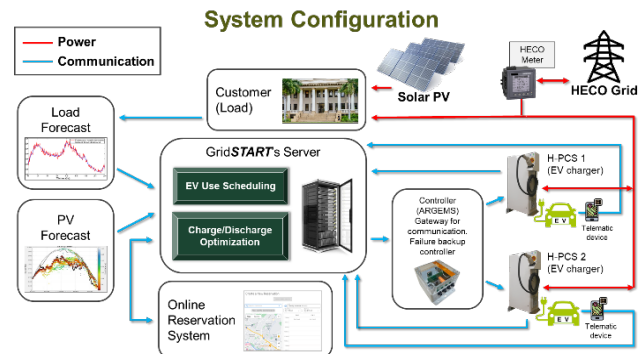 System Configuration
Power
Communication
HECO
Meter
HECO Grid
Solar PV
Customer
(Load)
Load
Forecast
GridSTART's Server
EV Use Scheduling
Charge/Discharge
Optimization
PV
Forecast
Controller
(ARGEMS)
Gateway for
communication.
Failure backup
controller
H-PCS 1
(EV charger)
E V
Telematic
device
H-PCS 2
(EV charger)
E V
Telematic
device
Online
Reservation
System